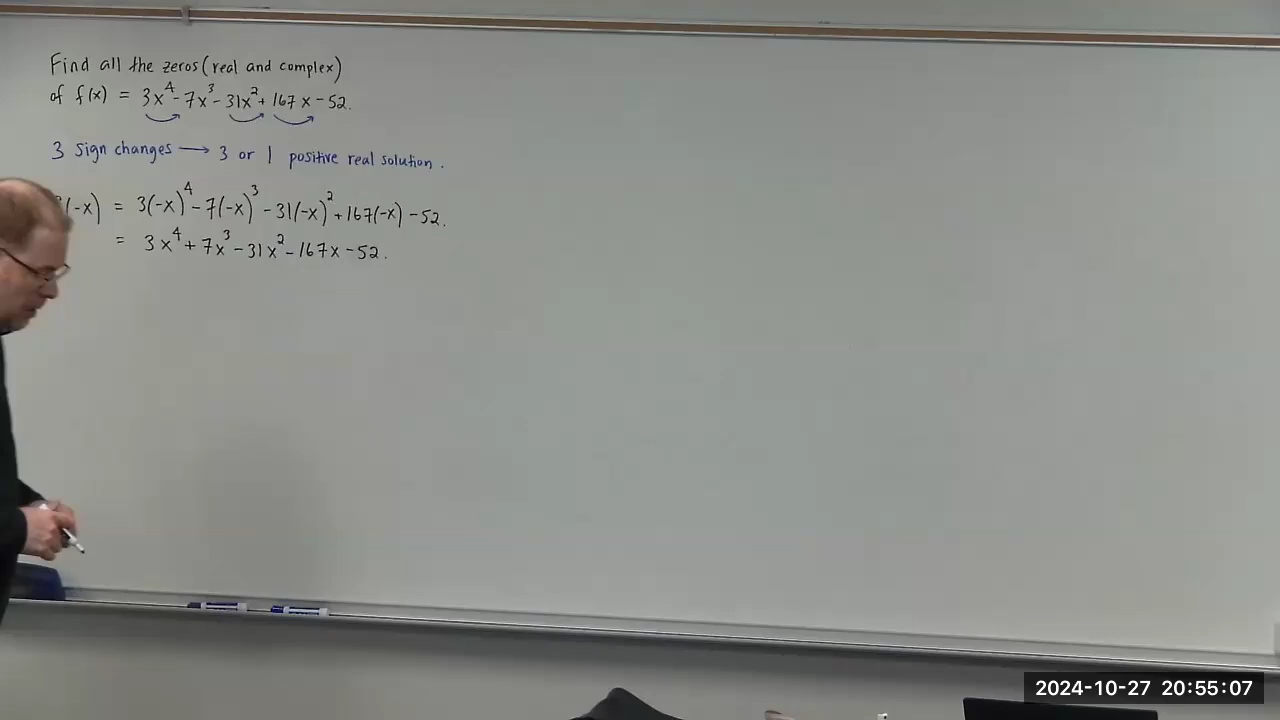 Find all the zeros (real and complex)
of f(x) = 3x⁴ - 7x³ - 31x² + 167x - 52.
3 sign changes → 3 or 1 positive real solution.
(-x) = 3(-x)⁴ - 7(-x)³ - 31(-x)² + 167(-x) - 52.
= 3x⁴ + 7x³ - 31x² - 167x - 52.
2024-10-27 20:55:07